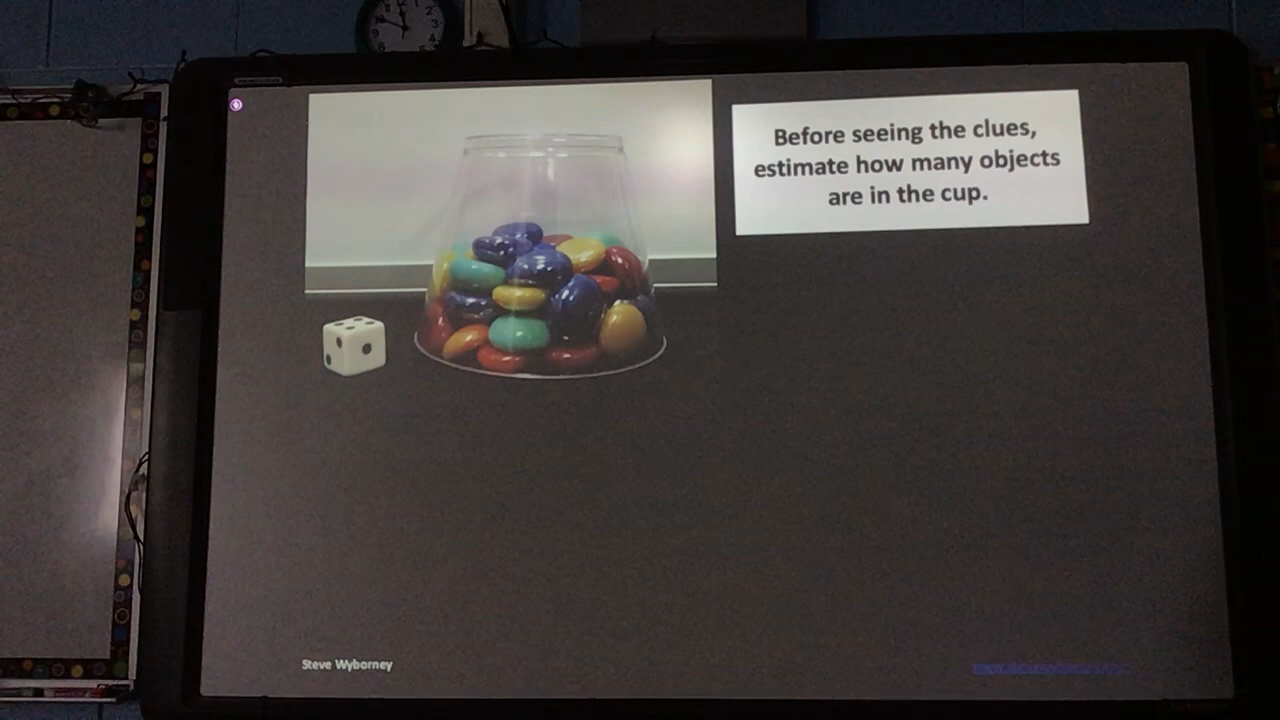 Before seeing the clues,
estimate how many objects
are in the cup.
Steve Wyborney